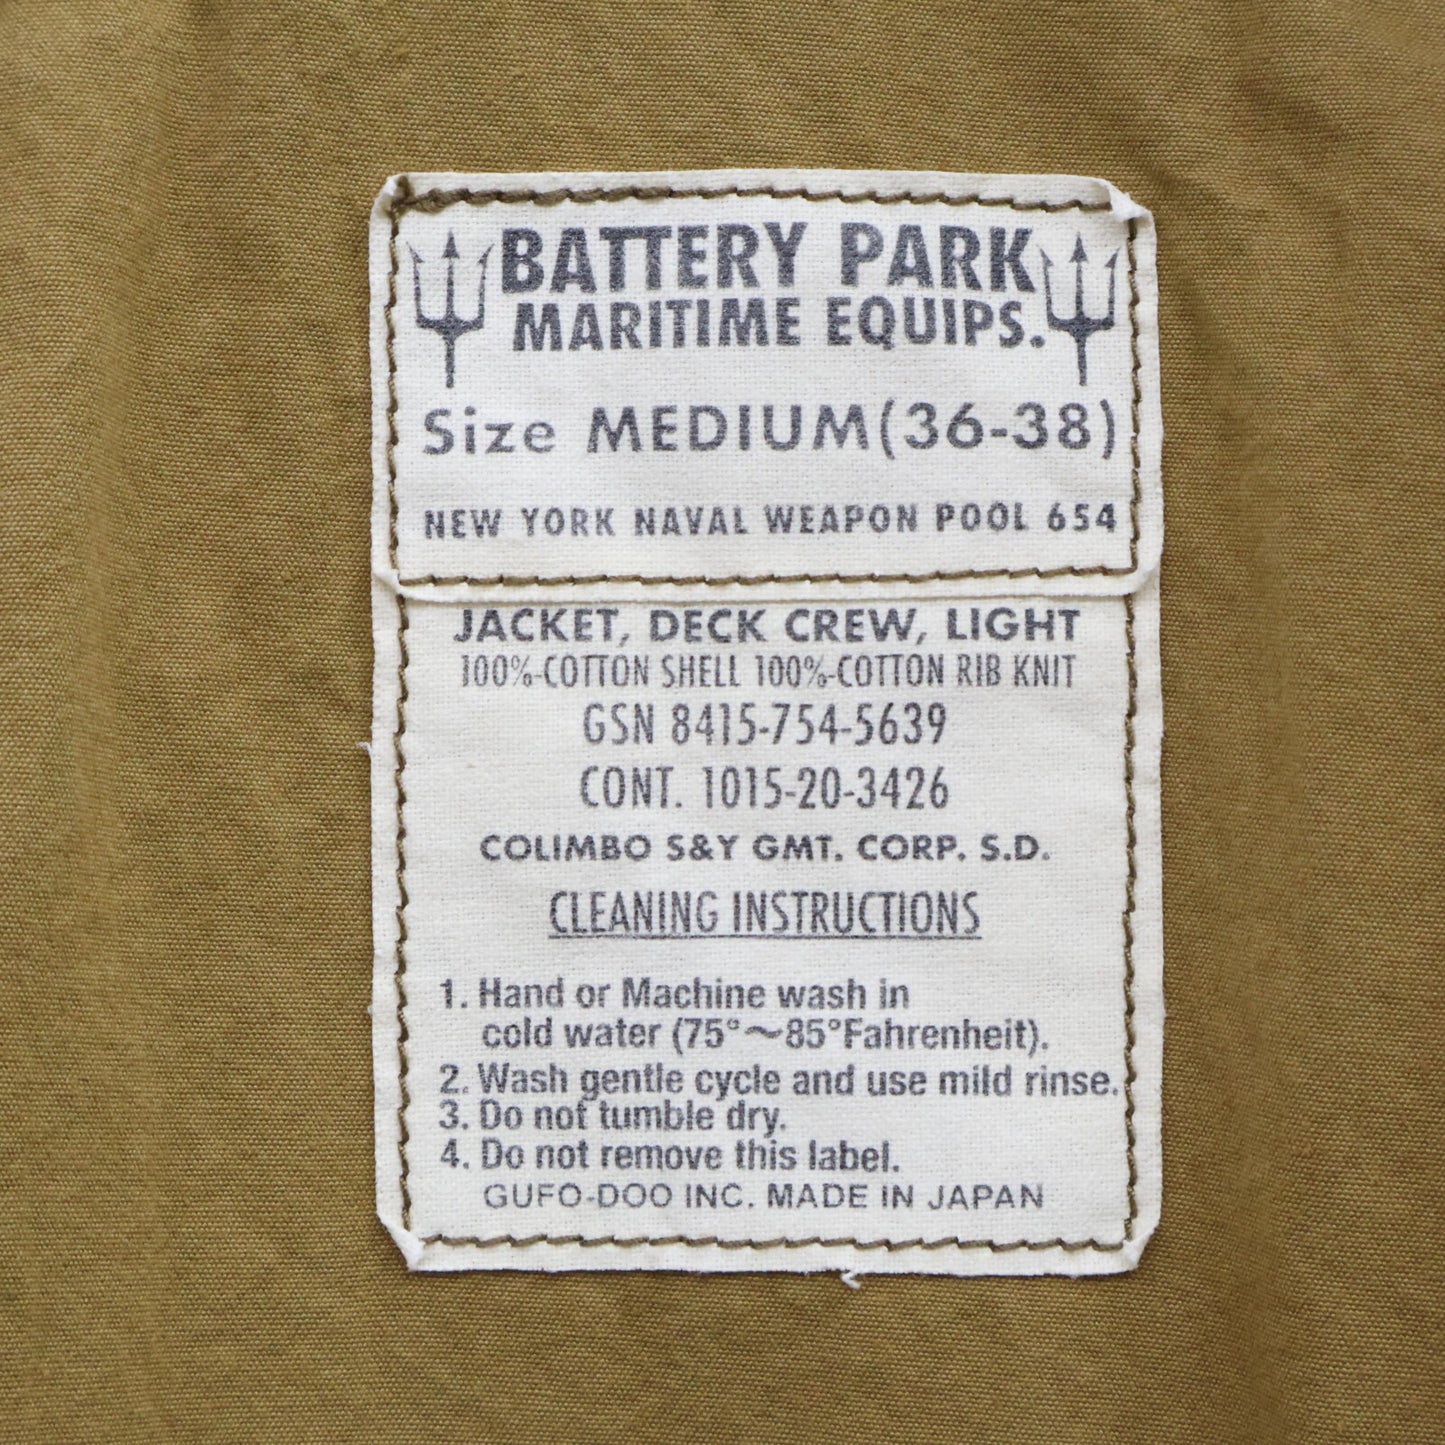 BATTERY PARK
MARITIME EQUIPS.
Size MEDIUM(36-38)
NEW YORK NAVAL WEAPON POOL 654
JACKET, DECK CREW, LIGHT
100%-COTTON SHELL 100%-COTTON RIB KNIT
GSN 8415-754-5639
CONT. 1015-20-3426
COLIMBO S&Y GMT. CORP. S.D.
CLEANING INSTRUCTIONS
1. Hand or Machine wash in
cold water (75°～85°Fahrenheit).
2. Wash gentle cycle and use mild rinse.
3. Do not tumble dry.
4. Do not remove this label.
GUFO-DOO INC. MADE IN JAPAN